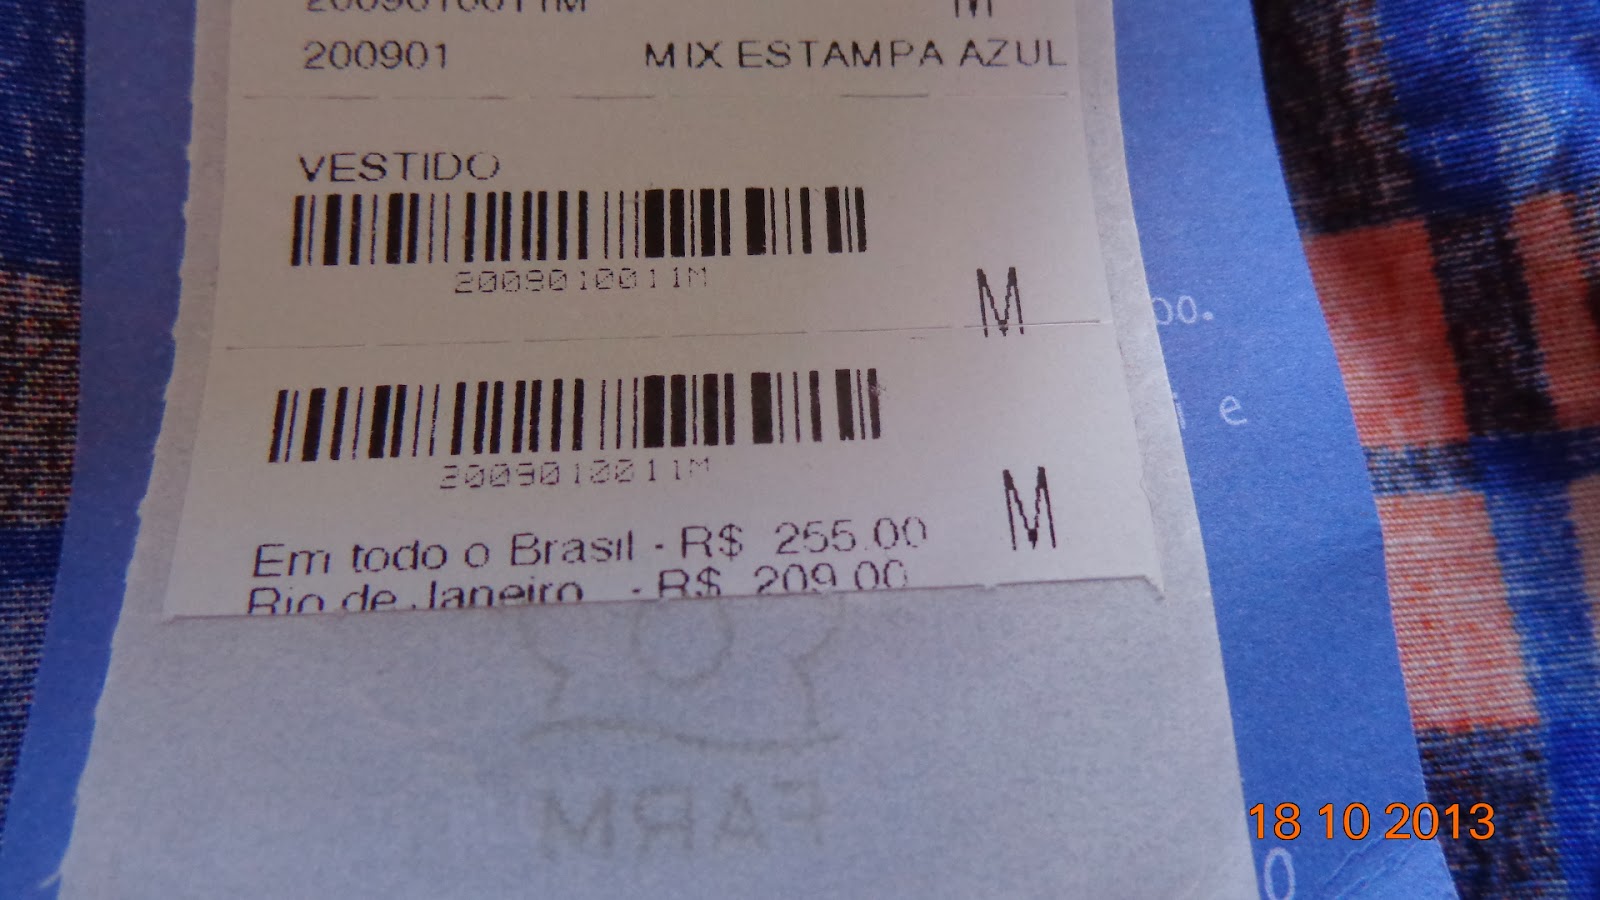 2009010011M M
200901 MIX ESTAMPA AZUL
VESTIDO
2009010011M
M
2009010011M
M
Em todo o Brasil - R$ 255.00
Rio de Janeiro - R$ 209.00
FARM
i e
18 10 2013